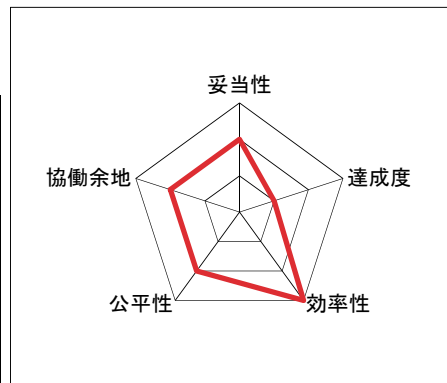 妥当性
協働余地
達成度
公平性
効率性